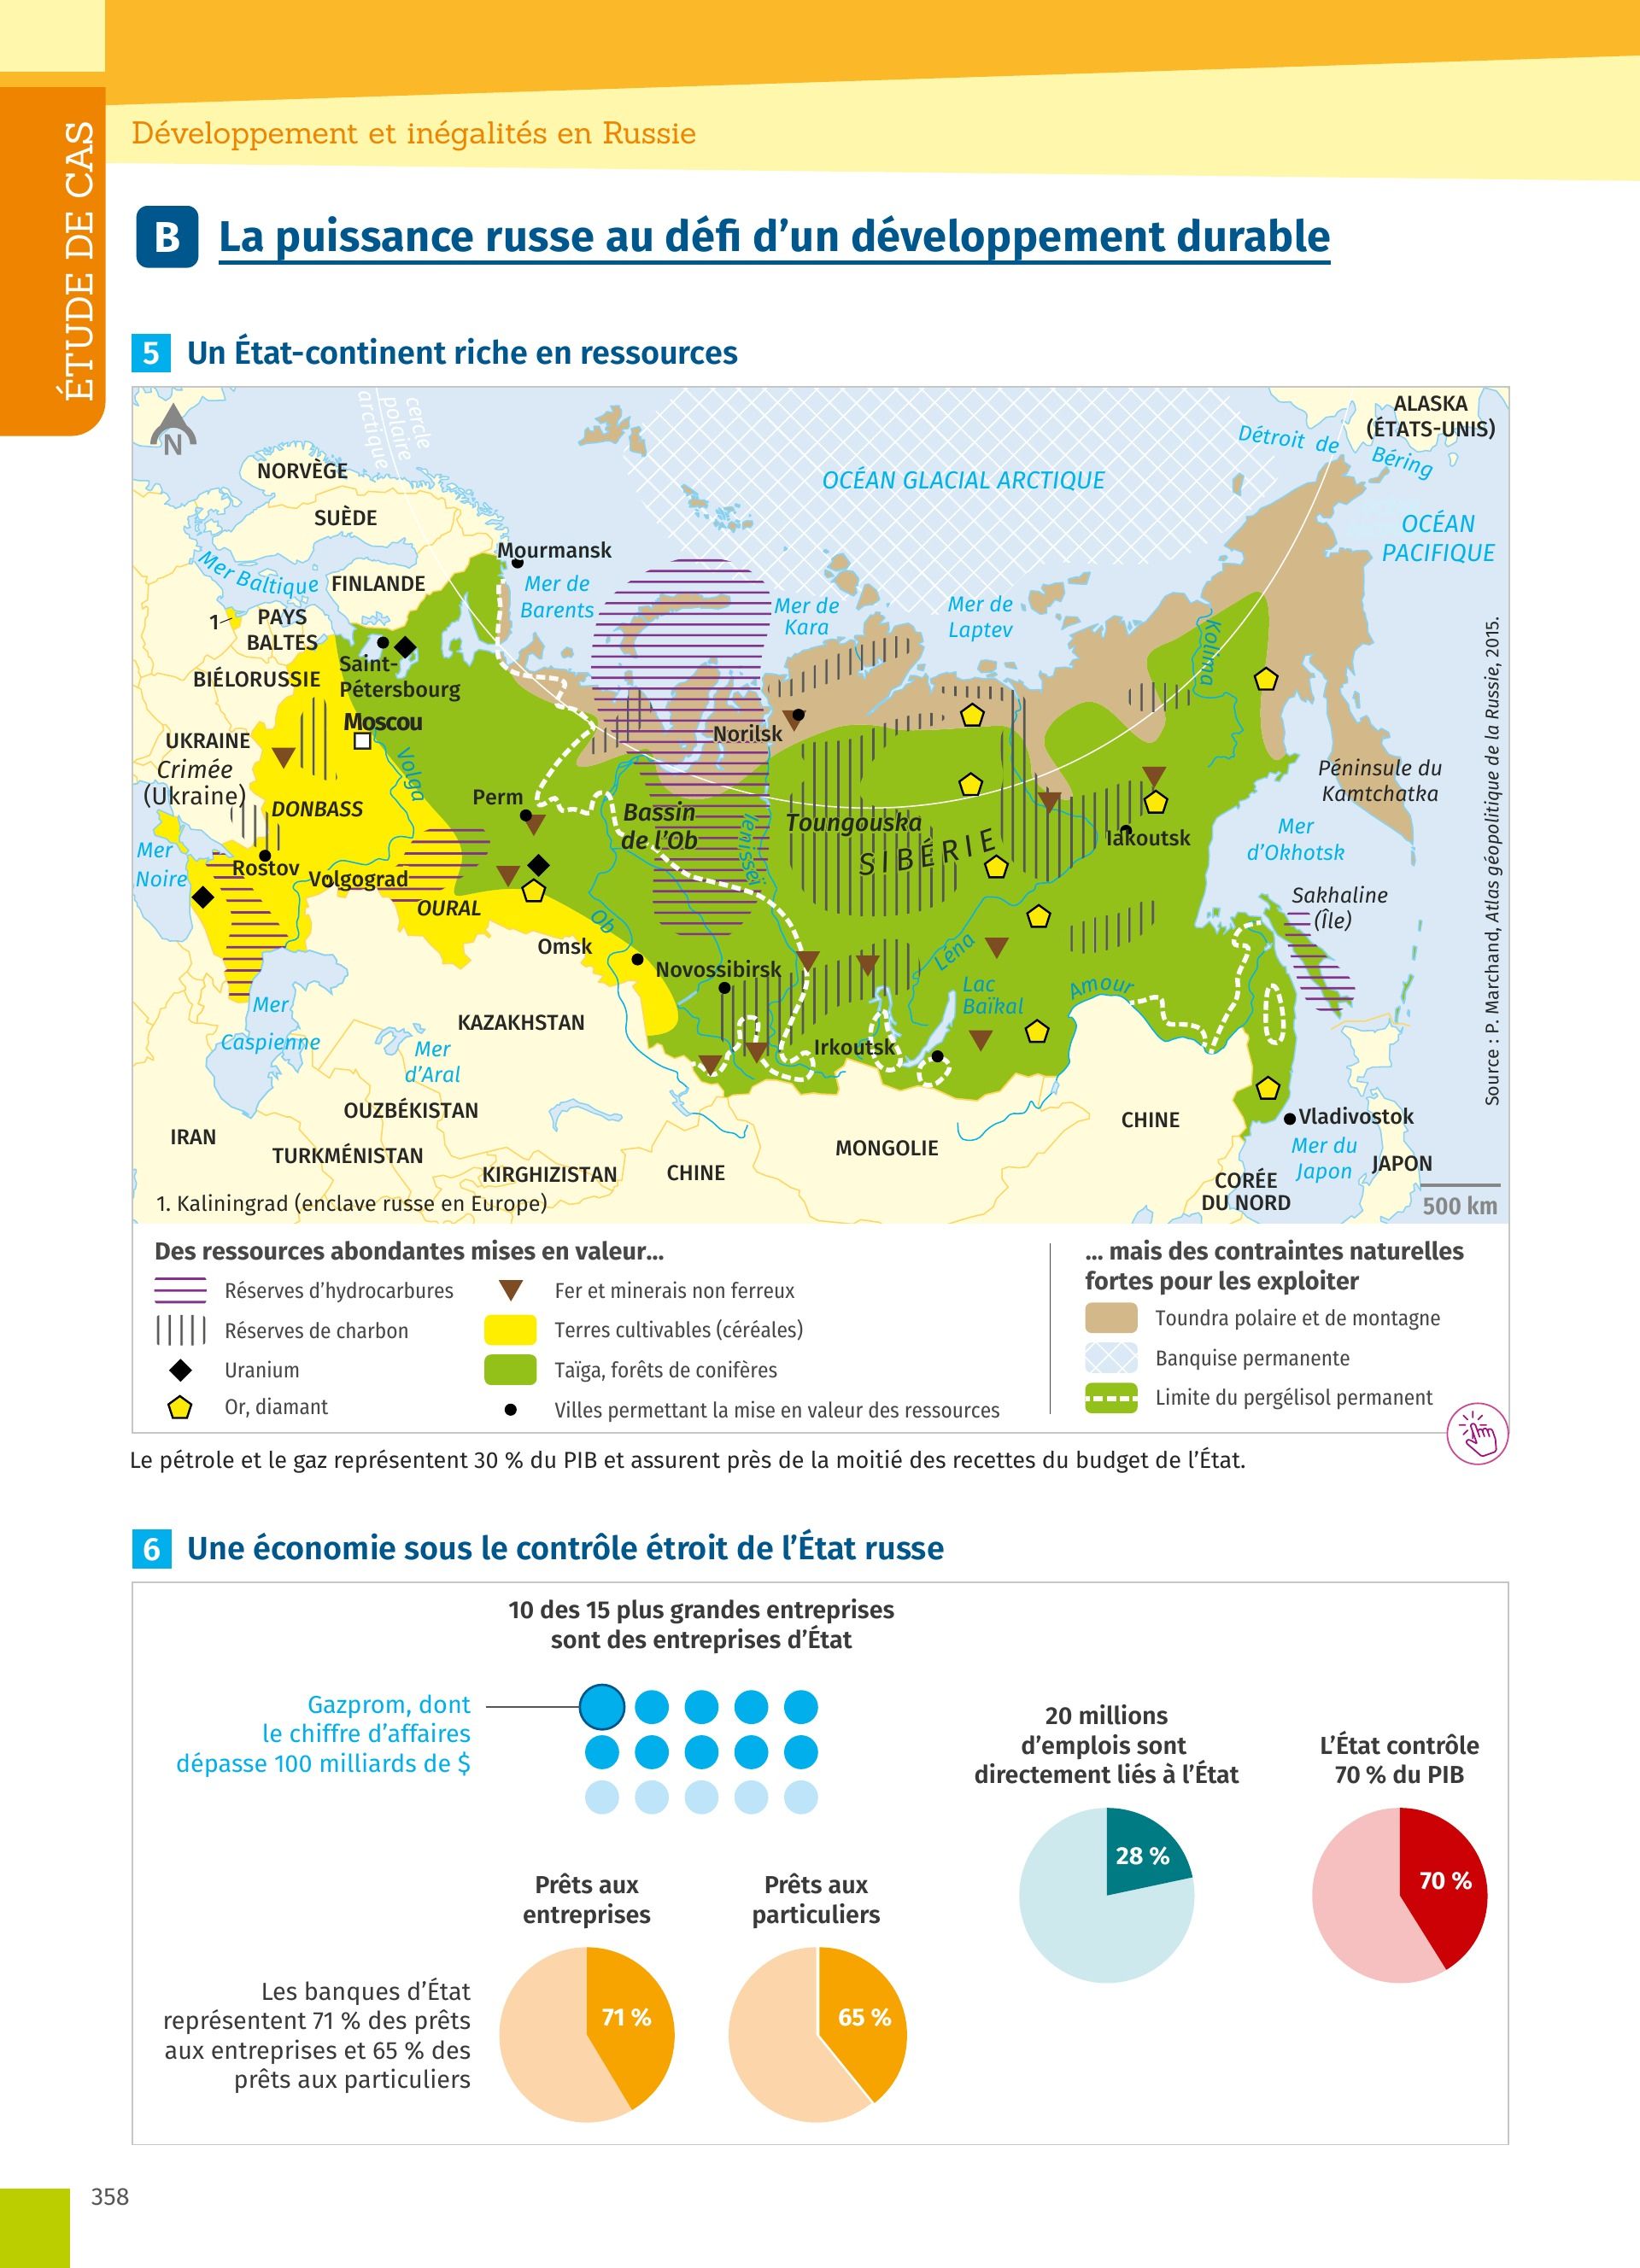 ÉTUDE DE CAS
Développement et inégalités en Russie
B La puissance russe au défi d’un développement durable
5 Un État-continent riche en ressources
N
cercle
polaire
arctique
ALASKA
(ÉTATS-UNIS)
Détroit de
Béring
OCÉAN GLACIAL ARCTIQUE
OCÉAN
PACIFIQUE
NORVÈGE
SUÈDE
Mourmansk
Mer Baltique
FINLANDE
Mer de
Barents
Mer de
Kara
Mer de
Laptev
Kolima
1
PAYS
BALTES
Saint-
Pétersbourg
BIÉLORUSSIE
Moscou
Norilsk
UKRAINE
Crimée
(Ukraine)
Volga
DONBASS
Perm
Bassin
de l’Ob
Ienisseï
Toungouska
SIBÉRIE
Iakoutsk
Péninsule du
Kamtchatka
Mer
d’Okhotsk
Mer
Noire
Rostov
Volgograd
OURAL
Ob
Sakhaline
(Île)
Omsk
Novossibirsk
Léna
Lac
Baïkal
Amour
Mer
Caspienne
KAZAKHSTAN
Mer
d’Aral
Irkoutsk
OUZBÉKISTAN
IRAN
TURKMÉNISTAN
KIRGHIZISTAN
CHINE
MONGOLIE
CHINE
Vladivostok
Mer du
Japon
JAPON
CORÉE
DU NORD
500 km
1. Kaliningrad (enclave russe en Europe)
Source : P. Marchand, Atlas géopolitique de la Russie, 2015.
Des ressources abondantes mises en valeur...
Réserves d’hydrocarbures
Réserves de charbon
Uranium
Or, diamant
Fer et minerais non ferreux
Terres cultivables (céréales)
Taïga, forêts de conifères
Villes permettant la mise en valeur des ressources
... mais des contraintes naturelles
fortes pour les exploiter
Toundra polaire et de montagne
Banquise permanente
Limite du pergélisol permanent
Le pétrole et le gaz représentent 30 % du PIB et assurent près de la moitié des recettes du budget de l’État.
6 Une économie sous le contrôle étroit de l’État russe
10 des 15 plus grandes entreprises
sont des entreprises d’État
Gazprom, dont
le chiffre d’affaires
dépasse 100 milliards de $
20 millions
d’emplois sont
directement liés à l’État
28 %
L’État contrôle
70 % du PIB
70 %
Prêts aux
entreprises
Prêts aux
particuliers
Les banques d’État
représentent 71 % des prêts
aux entreprises et 65 % des
prêts aux particuliers
71 %
65 %
358